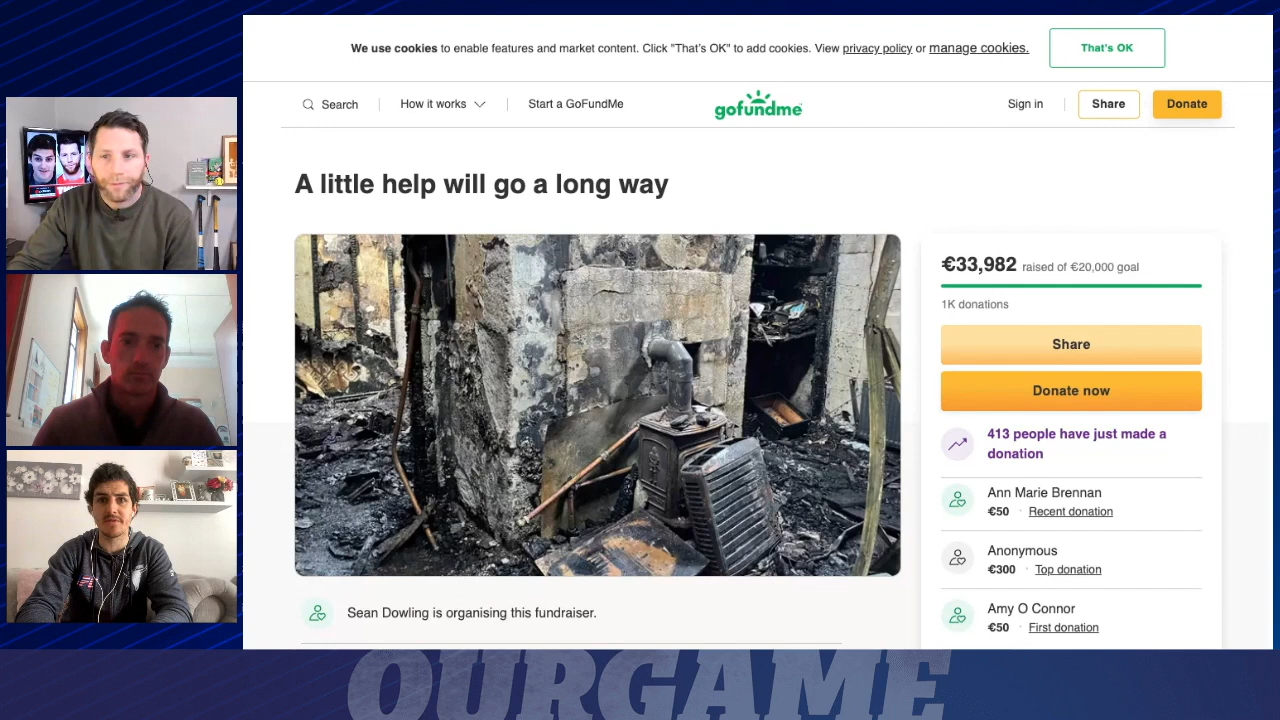 We use cookies to enable features and market content. Click "That's OK" to add cookies. View privacy policy or manage cookies.
That's OK
Search
How it works
Start a GoFundMe
gofundme
Sign in
Share
Donate
A little help will go a long way
€33,982 raised of €20,000 goal
1K donations
Share
Donate now
413 people have just made a
donation
Ann Marie Brennan
€50 · Recent donation
Anonymous
€300 · Top donation
Amy O Connor
€50 · First donation
Sean Dowling is organising this fundraiser.
OURGAME